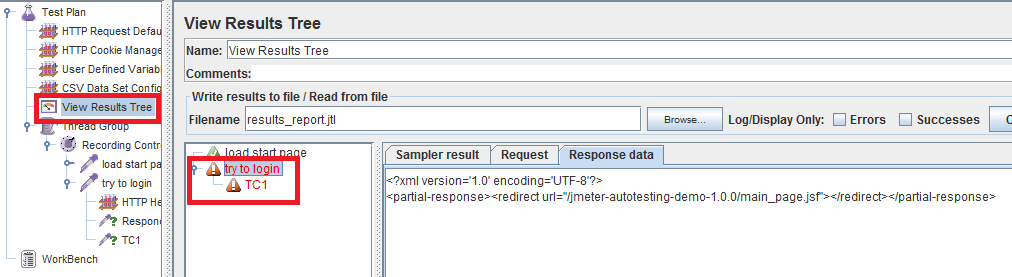 Test Plan
HTTP Request Defau
HTTP Cookie Manage
User Defined Variab
CSV Data Set Config
View Results Tree
Thread Group
Recording Contr
load start pa
try to login
HTTP He
Respon
TC1
WorkBench
View Results Tree
Name: View Results Tree
Comments:
Write results to file / Read from file
Filename results_report.jtl Browse... Log/Display Only: Errors Successes C
load start page
try to login
TC1
Sampler result Request Response data
<?xml version='1.0' encoding='UTF-8'?>
<partial-response><redirect url="/jmeter-autotesting-demo-1.0.0/main_page.jsf"></redirect></partial-response>